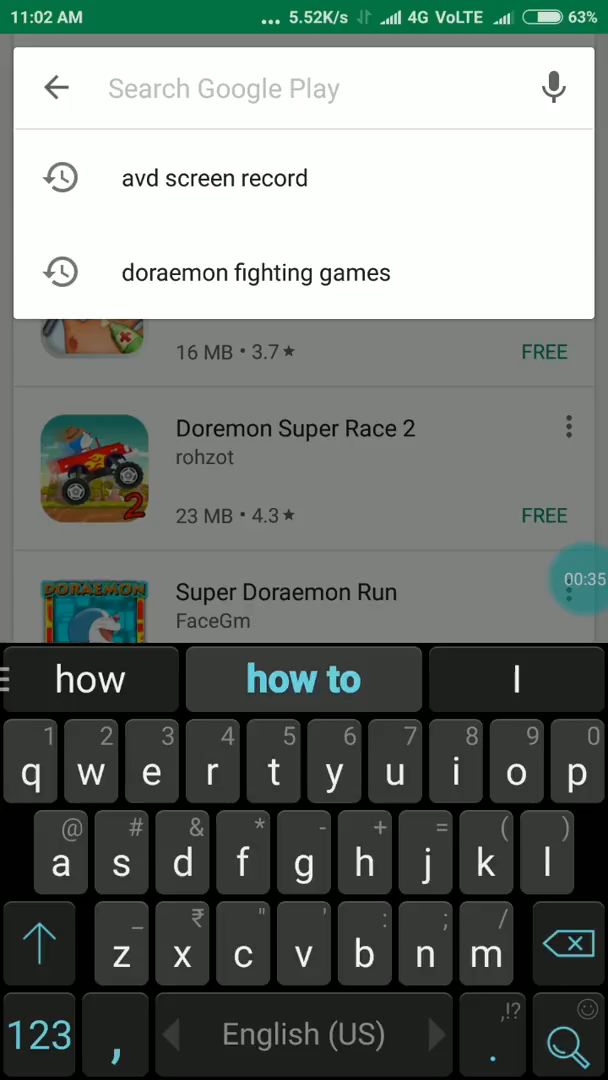 11:02 AM ... 5.52K/s 4G VoLTE 63%
Search Google Play
avd screen record
doraemon fighting games
16 MB • 3.7★ FREE
Doremon Super Race 2
rohzot
2
23 MB • 4.3★ FREE
00:35
DORAEMON
Super Doraemon Run
FaceGm
how how to I
1 2 3 4 5 6 7 8 9 0
q w e r t y u i o p
@ # & * - + = ( )
a s d f g h j k l
_ ₹ " ' : ; /
z x c v b n m
,!?
123 , English (US) .